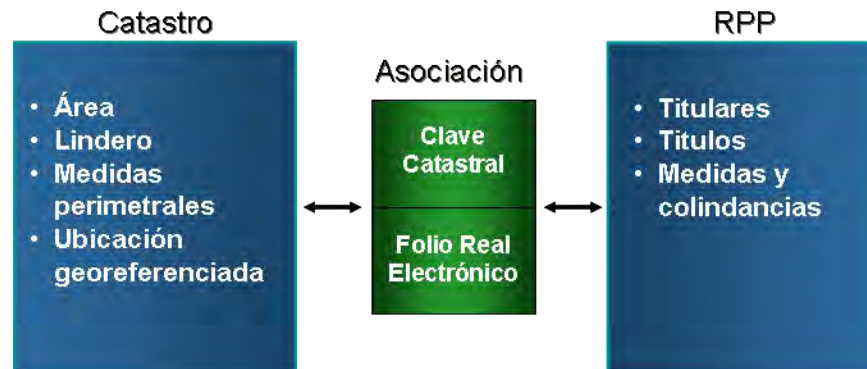 Catastro
• Área
• Lindero
• Medidas
perimetrales
• Ubicación
georeferenciada
Asociación
Clave
Catastral
Folio Real
Electrónico
RPP
• Titulares
• Titulos
• Medidas y
colindancias